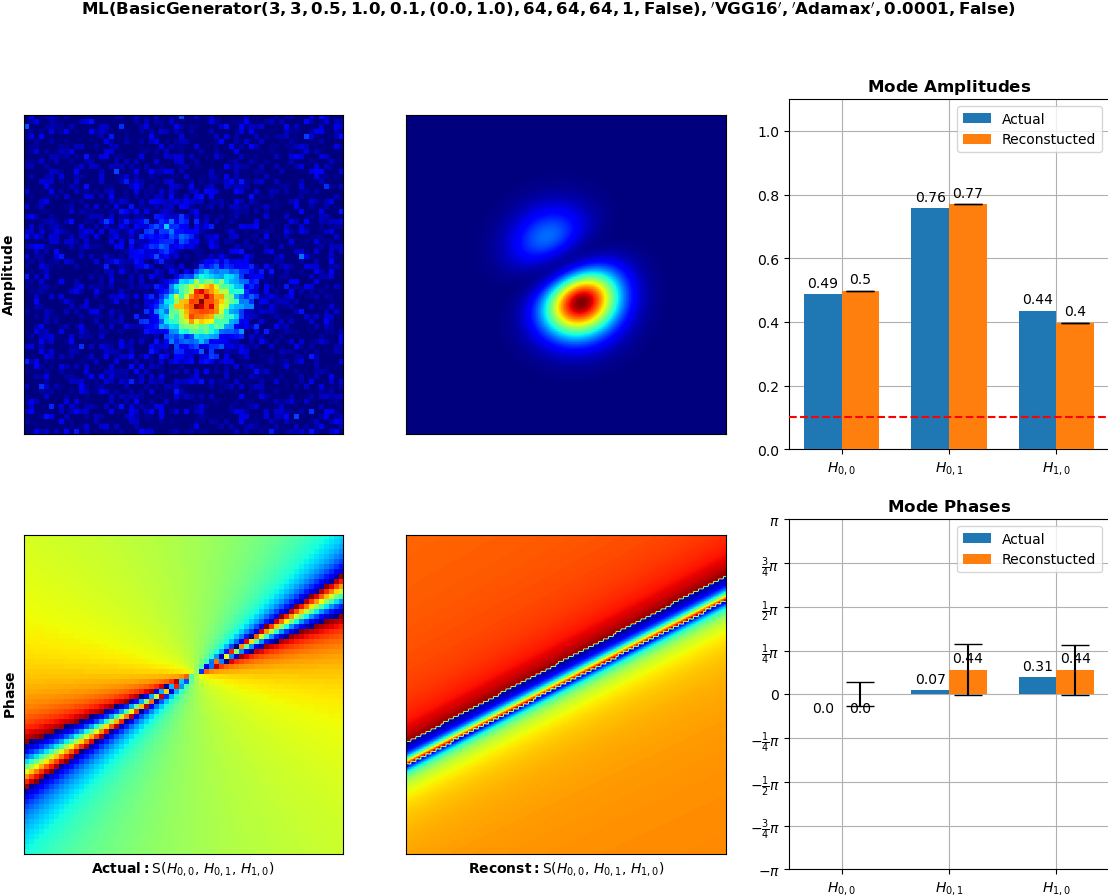 ML(BasicGenerator(3, 3, 0.5, 1.0, 0.1, (0.0, 1.0), 64, 64, 64, 1, False), ′VGG16′, ′Adamax′, 0.0001, False)
Mode Amplitudes
Amplitude
Actual
Reconstucted
1.0
0.8
0.6
0.4
0.2
0.0
0.49
0.5
0.76
0.77
0.44
0.4
H0,0
H0,1
H1,0
Mode Phases
Phase
Actual
Reconstucted
π
3/4π
1/2π
1/4π
0
−1/4π
−1/2π
−3/4π
−π
0.0
0.0
0.07
0.44
0.31
0.44
H0,0
H0,1
H1,0
Actual: S(H0,0, H0,1, H1,0)
Reconst: S(H0,0, H0,1, H1,0)